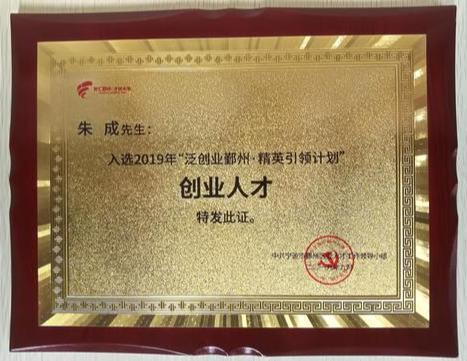 朱 成先生:
入选2019年“泛创业鄞州·精英引领计划”
创业人才
特发此证。